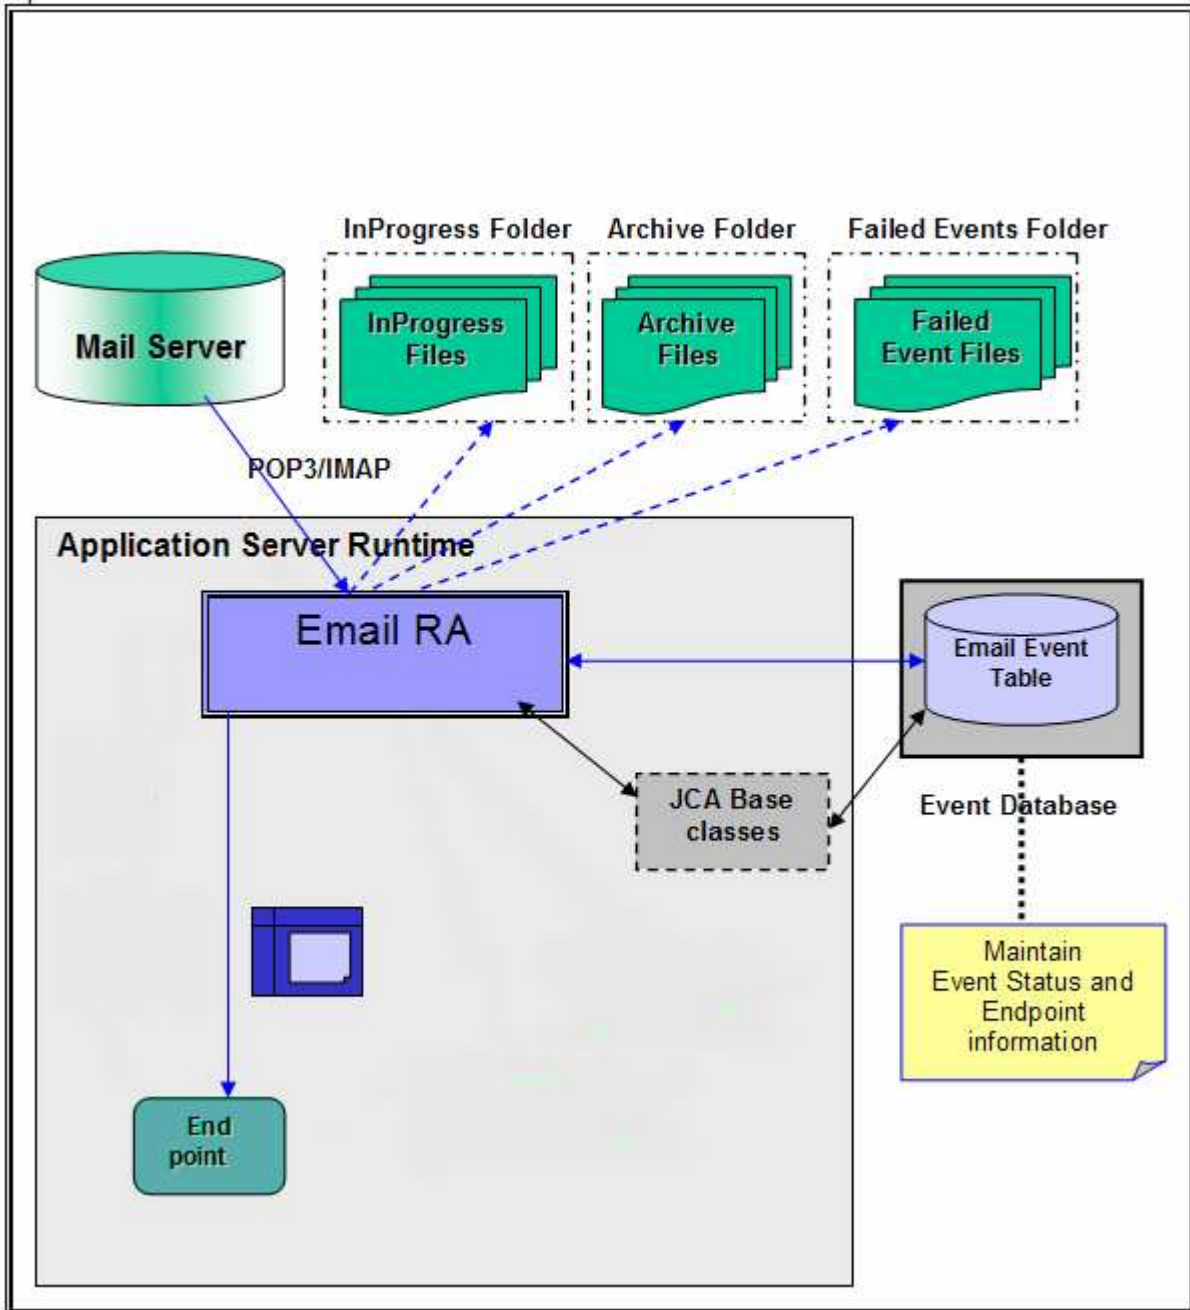 InProgress Folder
Archive Folder
Failed Events Folder
Mail Server
InProgress
Files
Archive
Files
Failed
Event Files
POP3/IMAP
Application Server Runtime
Email RA
Email Event
Table
JCA Base
classes
Event Database
Maintain
Event Status and
Endpoint
information
End
point